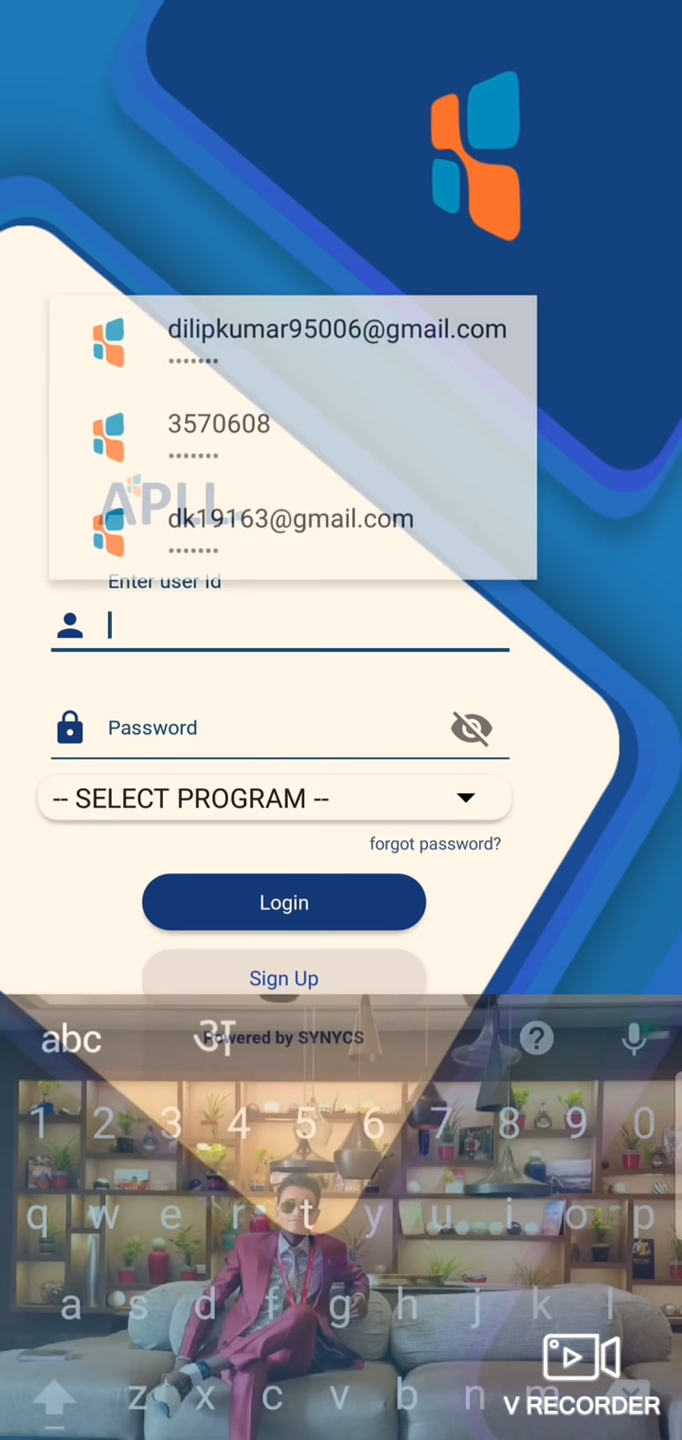 dilipkumar95006@gmail.com
•••••••
3570608
•••••••
APLL
dk19163@gmail.com
•••••••
Enter user Id
Password
-- SELECT PROGRAM --
forgot password?
Login
Sign Up
Powered by SYNYCS
abc अ ?
1 2 3 4 5 6 7 8 9 0
q w e r t y u i o p
a s d f g h j k l
z x c v b n m
V RECORDER